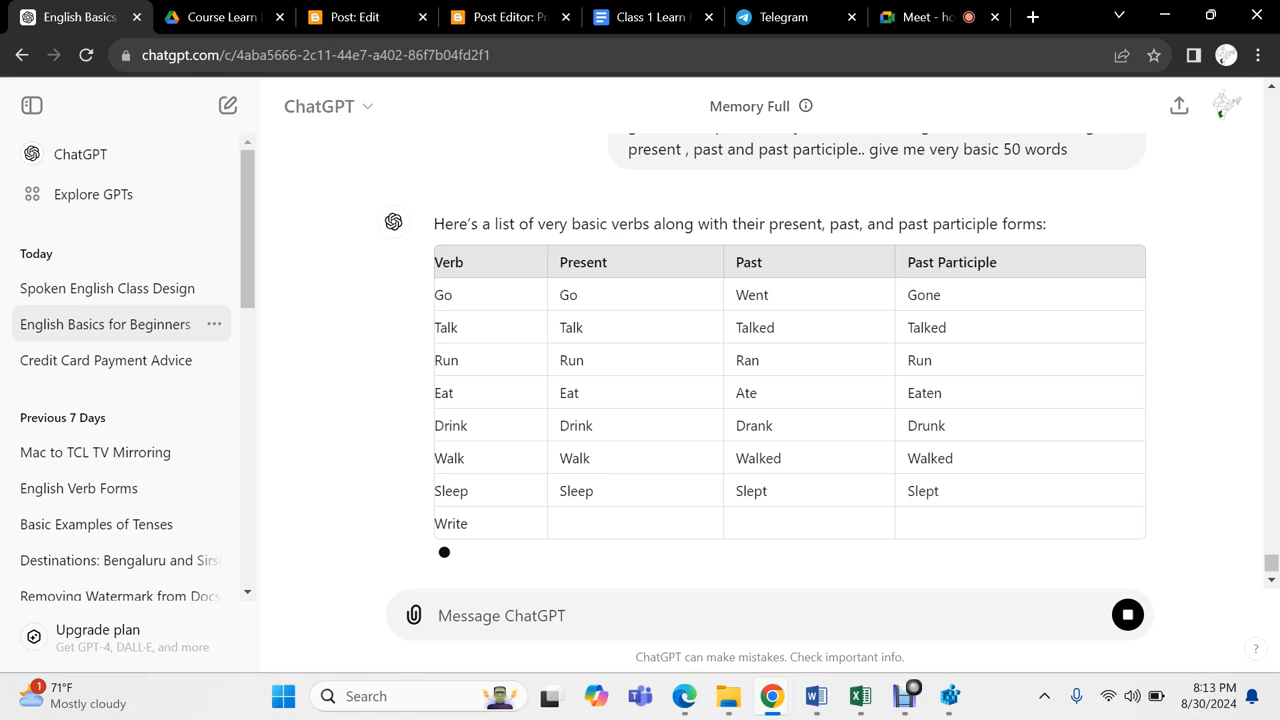 English Basics
Course Learn
Post: Edit
Post Editor: Pr
Class 1 Learn
Telegram
Meet - ho
chatgpt.com/c/4aba5666-2c11-44e7-a402-86f7b04fd2f1
ChatGPT
Memory Full
ChatGPT
Explore GPTs
Today
Spoken English Class Design
English Basics for Beginners
Credit Card Payment Advice
Previous 7 Days
Mac to TCL TV Mirroring
English Verb Forms
Basic Examples of Tenses
Destinations: Bengaluru and Sirsi
Removing Watermark from Docs
Upgrade plan
Get GPT-4, DALL·E, and more
present , past and past participle.. give me very basic 50 words
Here's a list of very basic verbs along with their present, past, and past participle forms:
Verb Present Past Past Participle
Go Go Went Gone
Talk Talk Talked Talked
Run Run Ran Run
Eat Eat Ate Eaten
Drink Drink Drank Drunk
Walk Walk Walked Walked
Sleep Sleep Slept Slept
Write
Message ChatGPT
ChatGPT can make mistakes. Check important info.
?
1
71°F
Mostly cloudy
Search
8:13 PM
8/30/2024